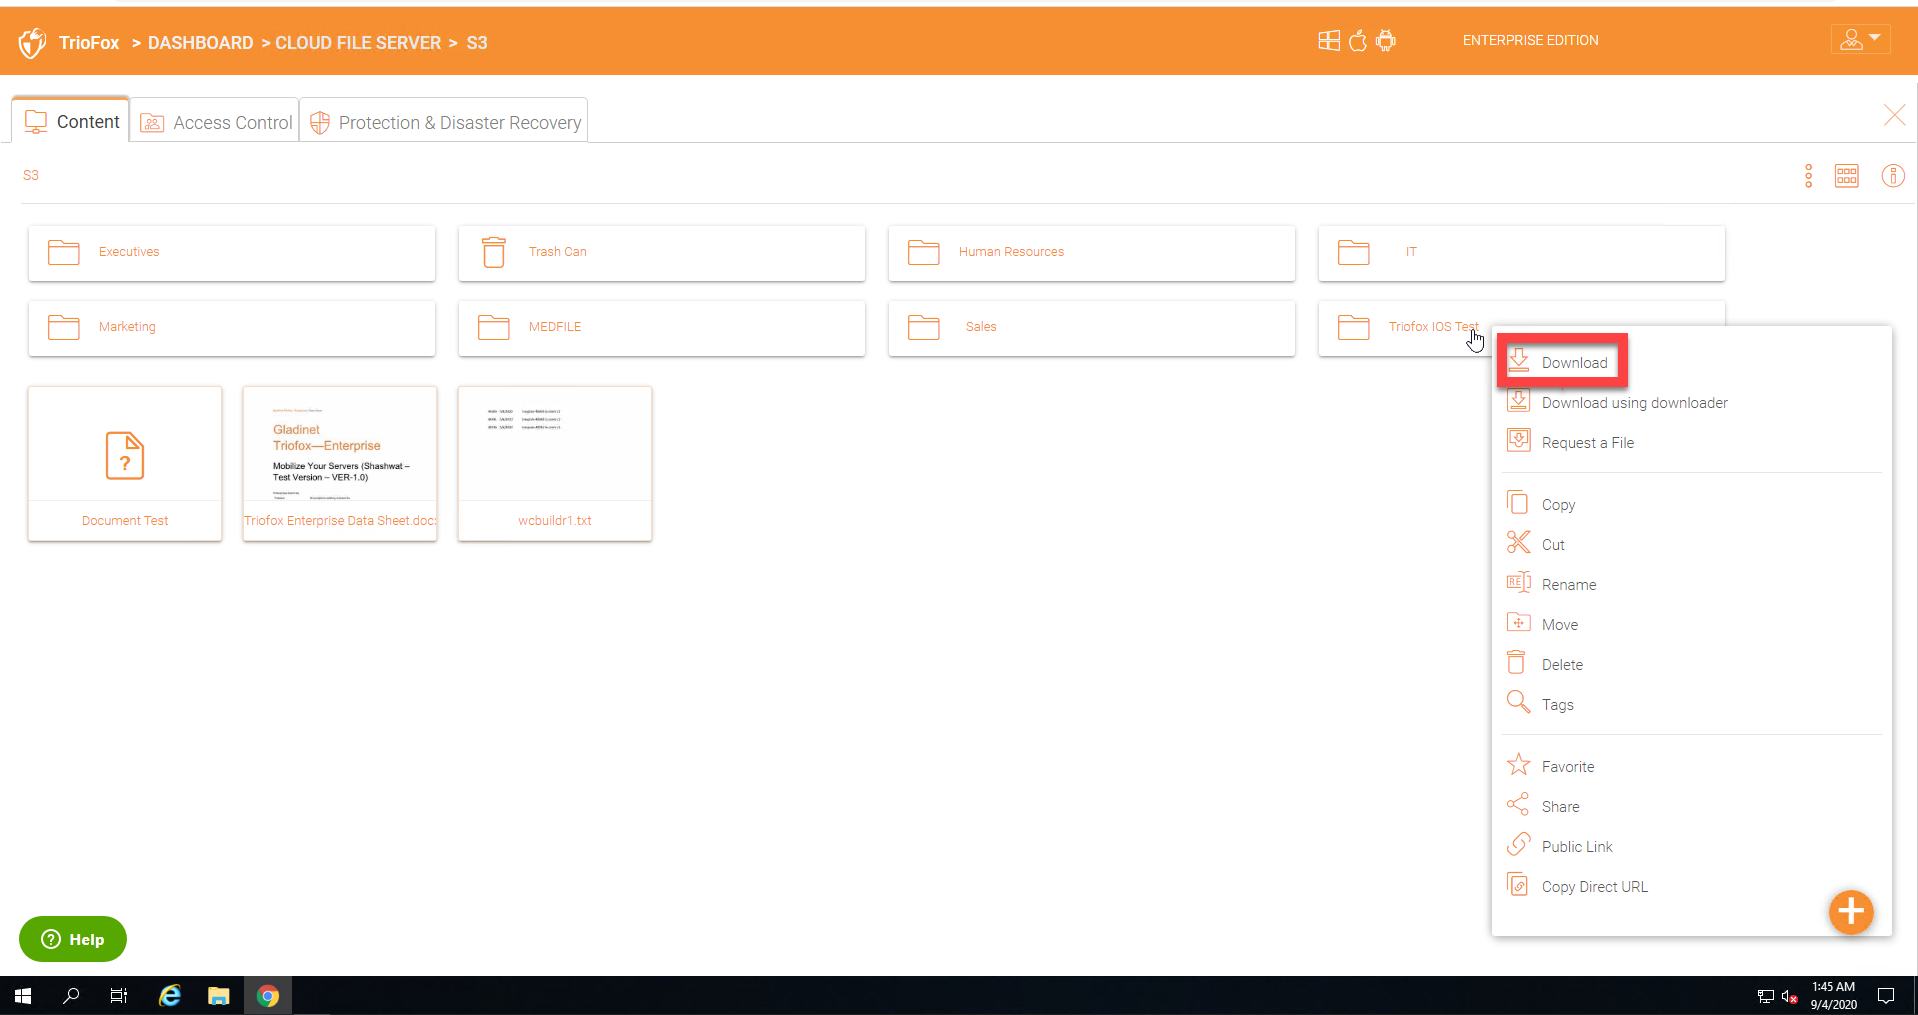 TrioFox > DASHBOARD > CLOUD FILE SERVER > S3
ENTERPRISE EDITION
Content
Access Control
Protection & Disaster Recovery
S3
Executives
Trash Can
Human Resources
IT
Marketing
MEDFILE
Sales
Triofox IOS Test
Download
Download using downloader
Request a File
Copy
Cut
Rename
Move
Delete
Tags
Favorite
Share
Public Link
Copy Direct URL
?
Document Test
Gladinet
Triofox—Enterprise
Mobilize Your Servers (Shashwat –
Test Version – VER-1.0)
Triofox Enterprise Data Sheet.doc
wcbuildr1.txt
Help
1:45 AM
9/4/2020